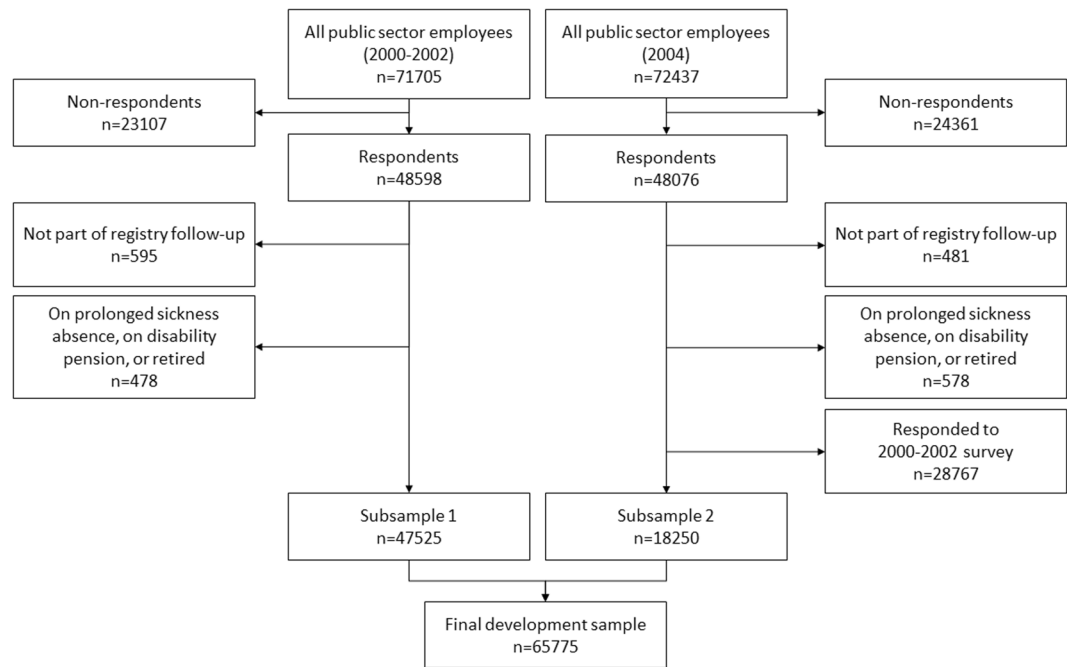 All public sector employees
(2000-2002)
n=71705
All public sector employees
(2004)
n=72437
Non-respondents
n=23107
Non-respondents
n=24361
Respondents
n=48598
Respondents
n=48076
Not part of registry follow-up
n=595
Not part of registry follow-up
n=481
On prolonged sickness
absence, on disability
pension, or retired
n=478
On prolonged sickness
absence, on disability
pension, or retired
n=578
Responded to
2000-2002 survey
n=28767
Subsample 1
n=47525
Subsample 2
n=18250
Final development sample
n=65775